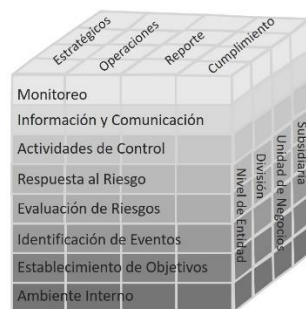 Estratégicos
Operaciones
Reporte
Cumplimiento
Monitoreo
Información y Comunicación
Actividades de Control
Respuesta al Riesgo
Evaluación de Riesgos
Identificación de Eventos
Establecimiento de Objetivos
Ambiente Interno
Nivel de Entidad
División
Unidad de Negocios
Subsidiaria